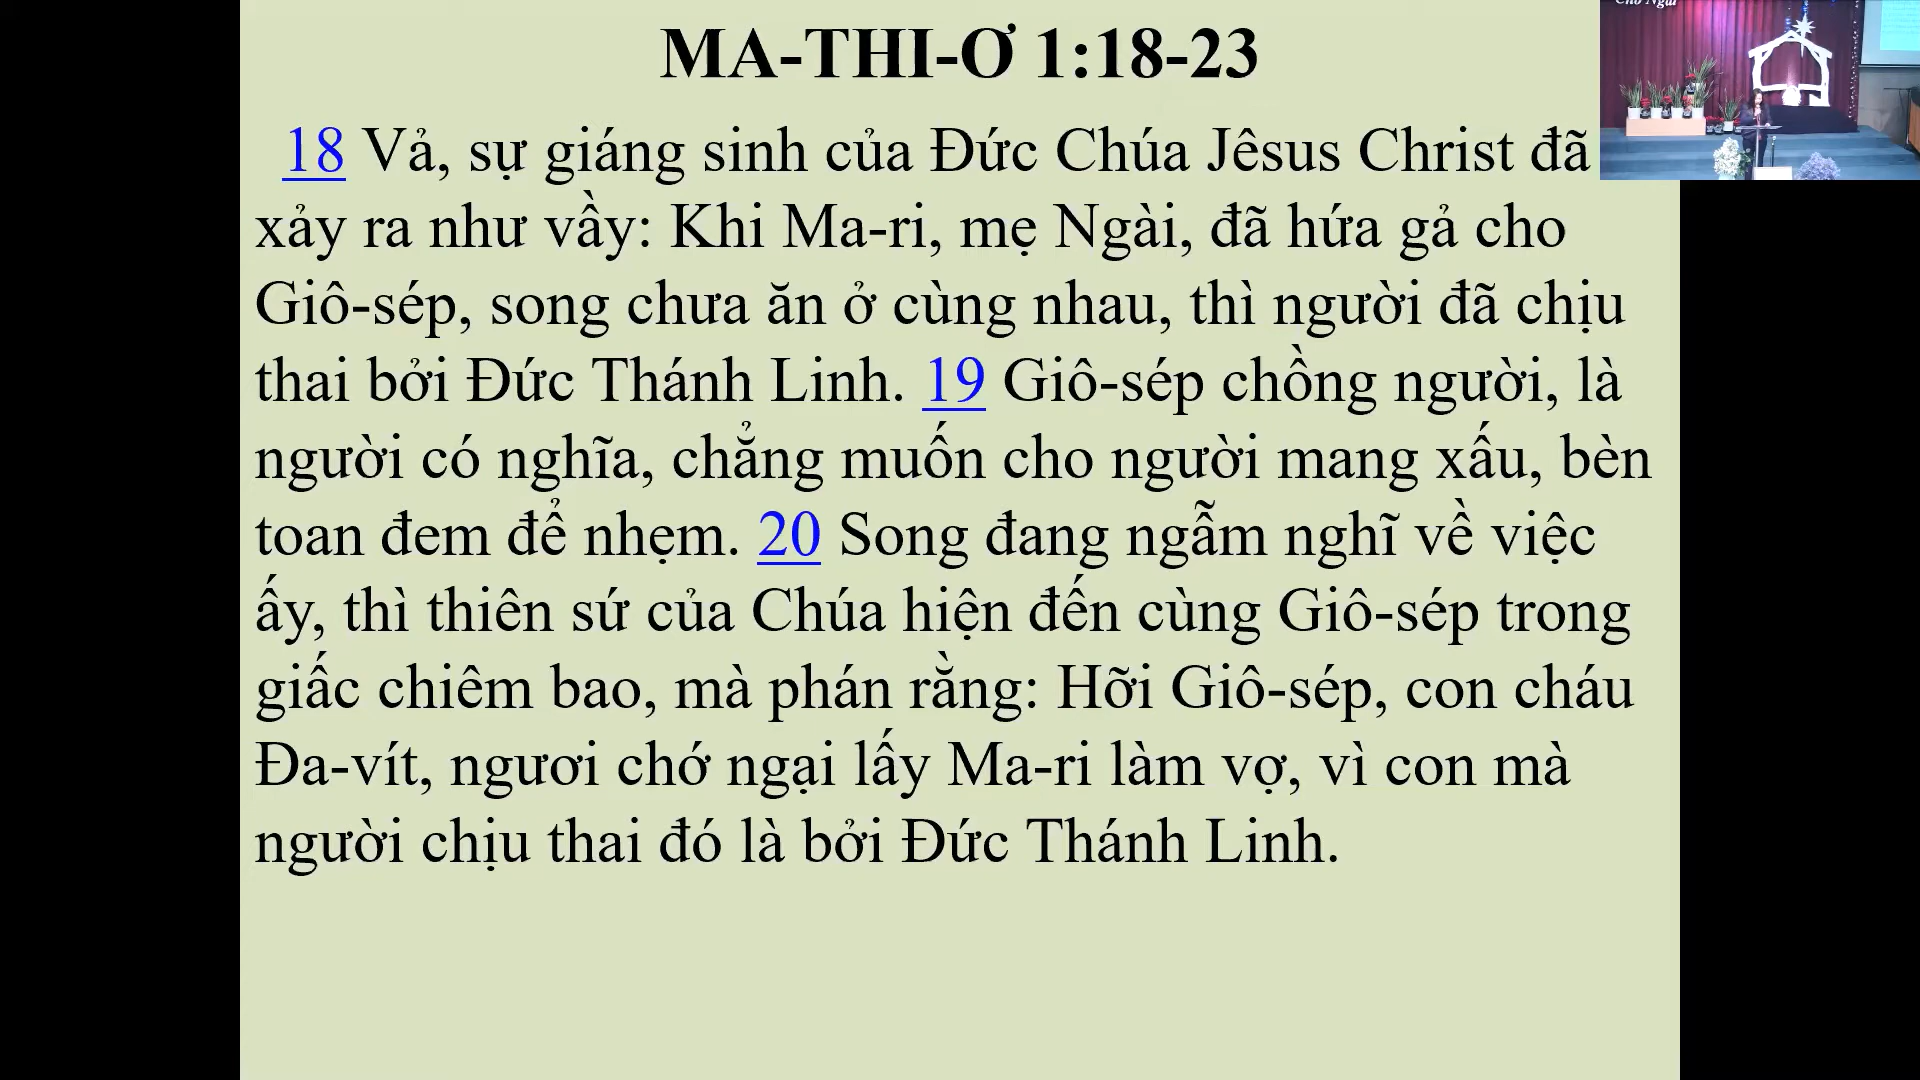 MA-THI-Ơ 1:18-23
Cho Ngài
18 Vả, sự giáng sinh của Đức Chúa Jêsus Christ đã
xảy ra như vầy: Khi Ma-ri, mẹ Ngài, đã hứa gả cho
Giô-sép, song chưa ăn ở cùng nhau, thì người đã chịu
thai bởi Đức Thánh Linh. 19 Giô-sép chồng người, là
người có nghĩa, chẳng muốn cho người mang xấu, bèn
toan đem để nhẹm. 20 Song đang ngẫm nghĩ về việc
ấy, thì thiên sứ của Chúa hiện đến cùng Giô-sép trong
giấc chiêm bao, mà phán rằng: Hỡi Giô-sép, con cháu
Đa-vít, ngươi chớ ngại lấy Ma-ri làm vợ, vì con mà
người chịu thai đó là bởi Đức Thánh Linh.